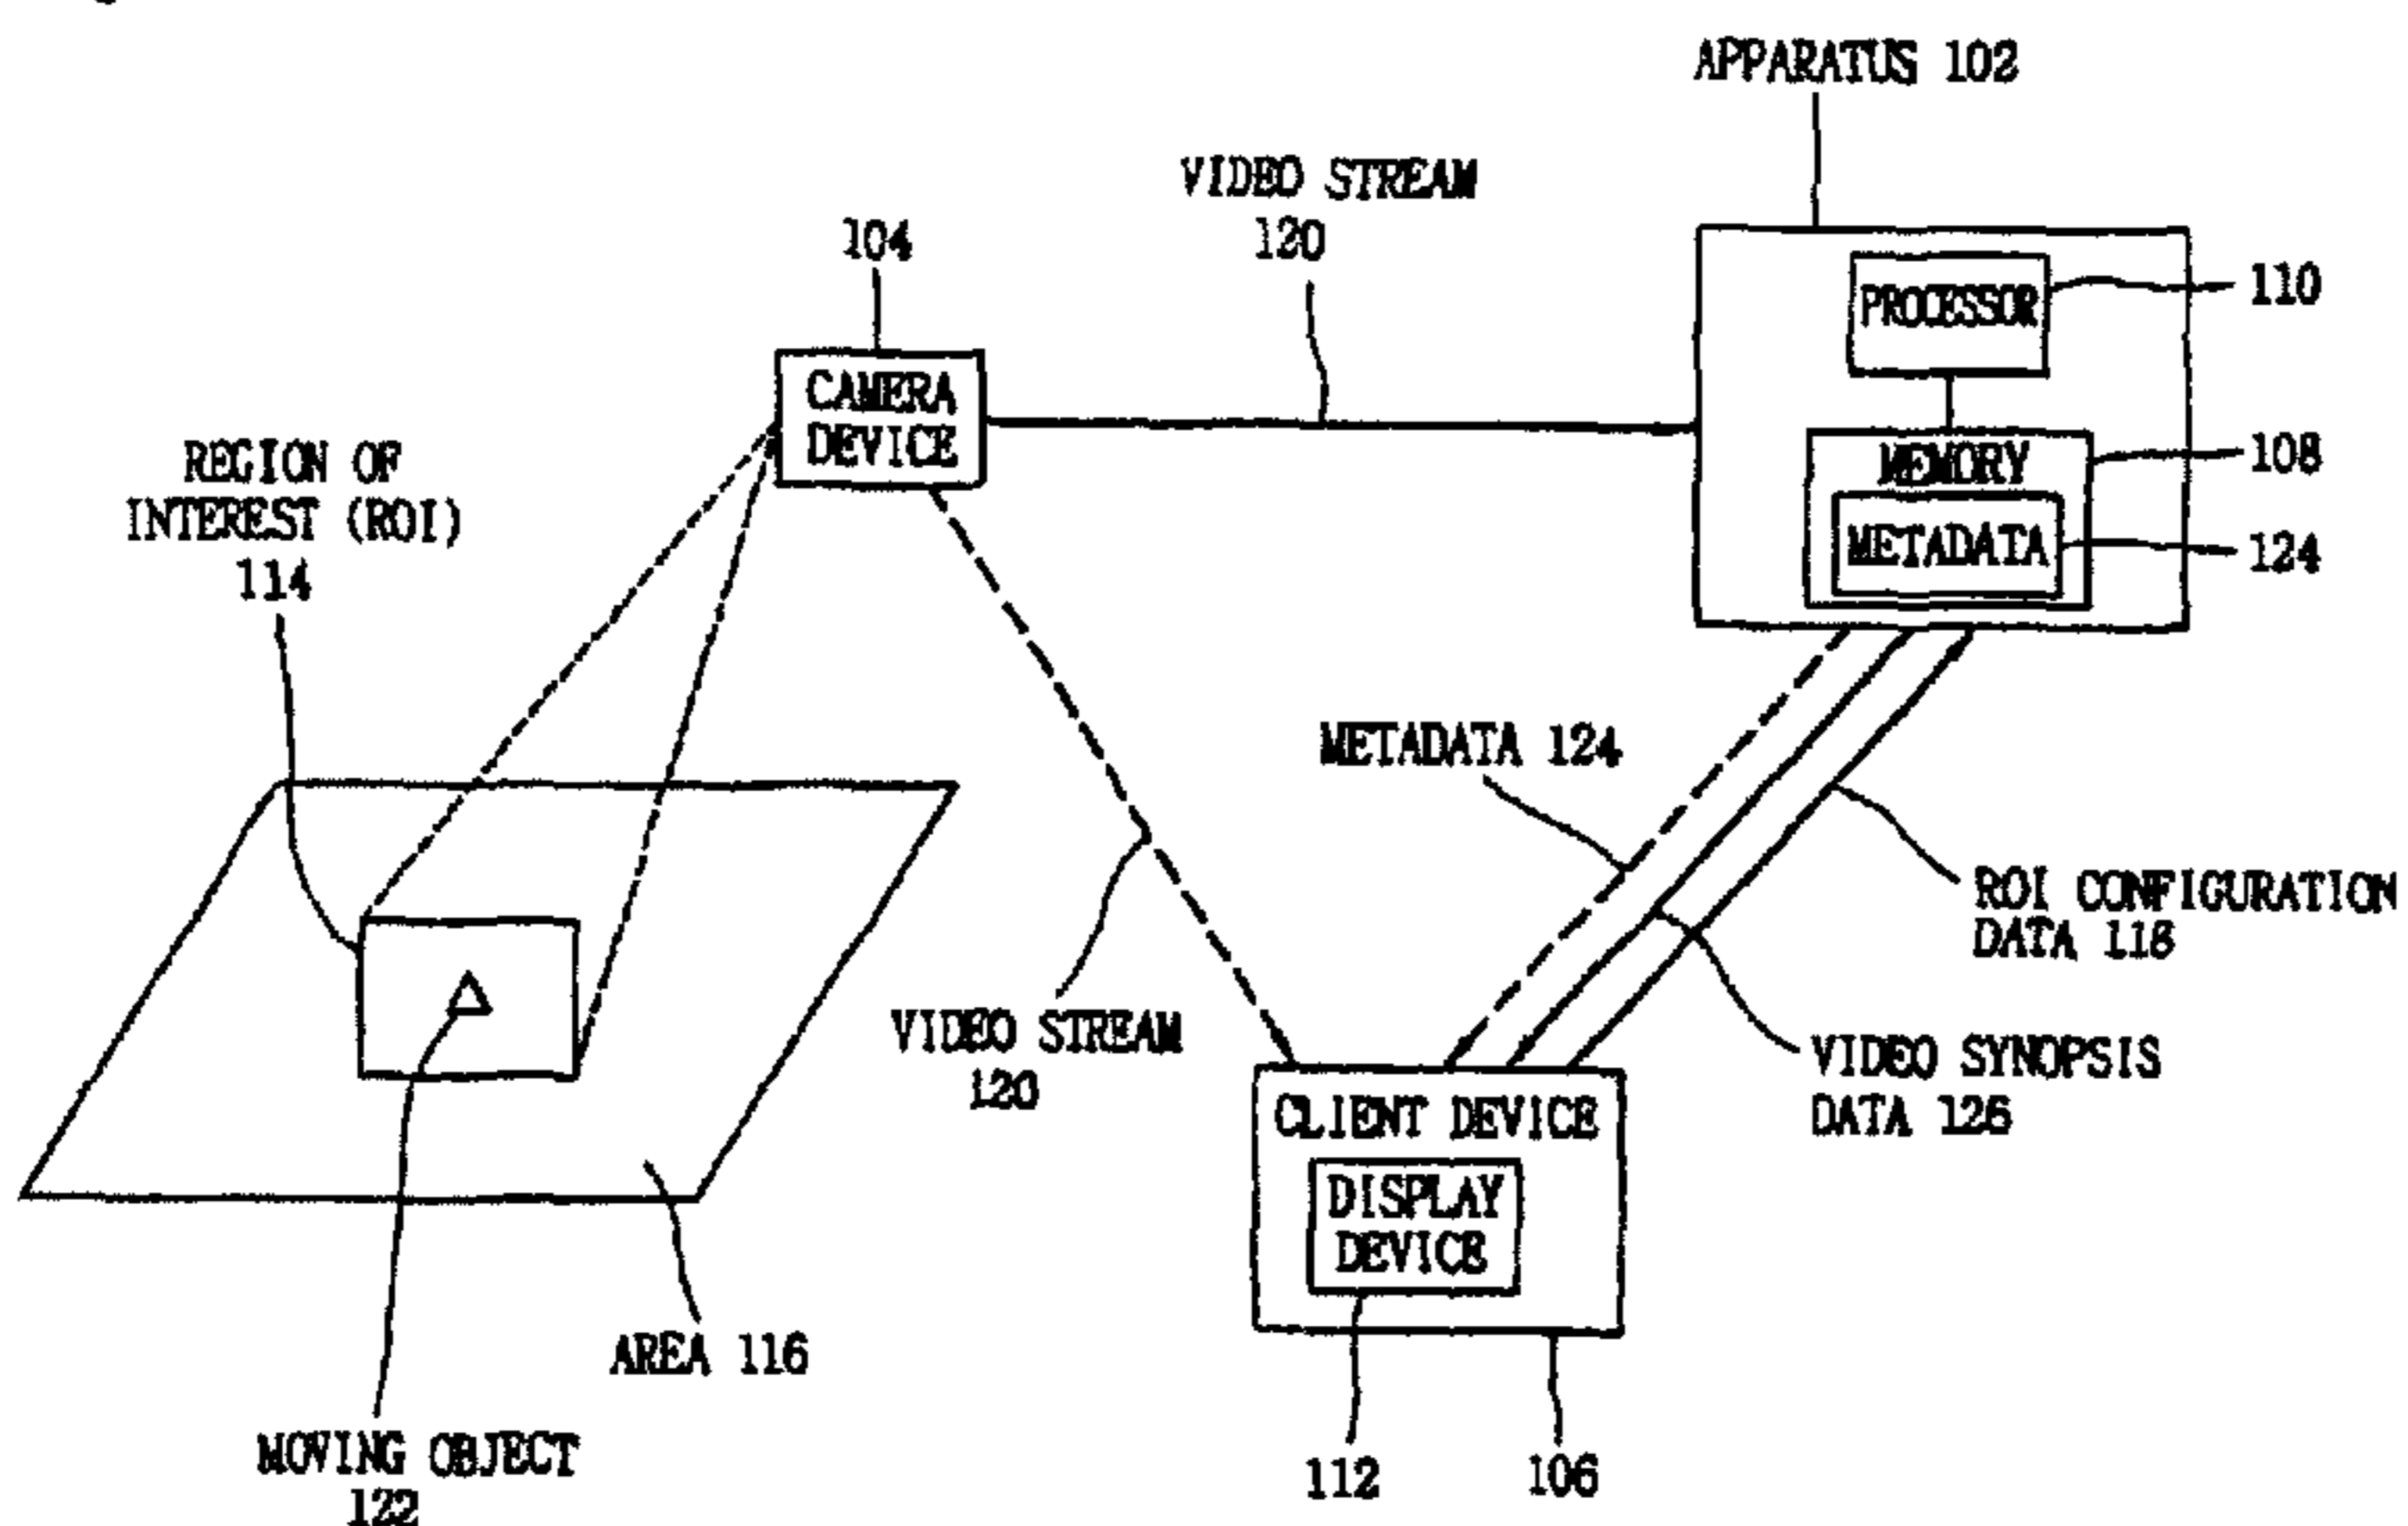 APPARATUS 102
VIDEO STREAM
120
104
PROCESSOR
110
CAMERA
DEVICE
MEMORY
108
REGION OF
INTEREST (ROI)
114
METADATA
124
METADATA 124
ROI CONFIGURATION
DATA 118
VIDEO STREAM
120
VIDEO SYNOPSIS
DATA 126
CLIENT DEVICE
DISPLAY
DEVICE
AREA 116
MOVING OBJECT
122
112
106